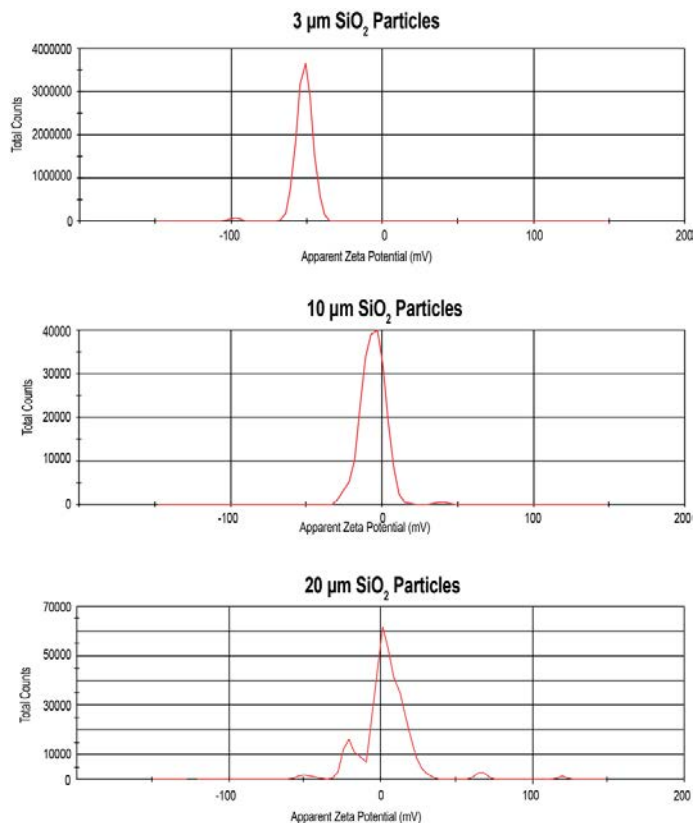 3 µm SiO₂ Particles
4000000
3000000
2000000
1000000
0
Total Counts
-100 0 100 200
Apparent Zeta Potential (mV)
10 µm SiO₂ Particles
40000
30000
20000
10000
0
Total Counts
-100 0 100 200
Apparent Zeta Potential (mV)
20 µm SiO₂ Particles
70000
50000
40000
30000
20000
10000
0
Total Counts
-100 0 100 200
Apparent Zeta Potential (mV)